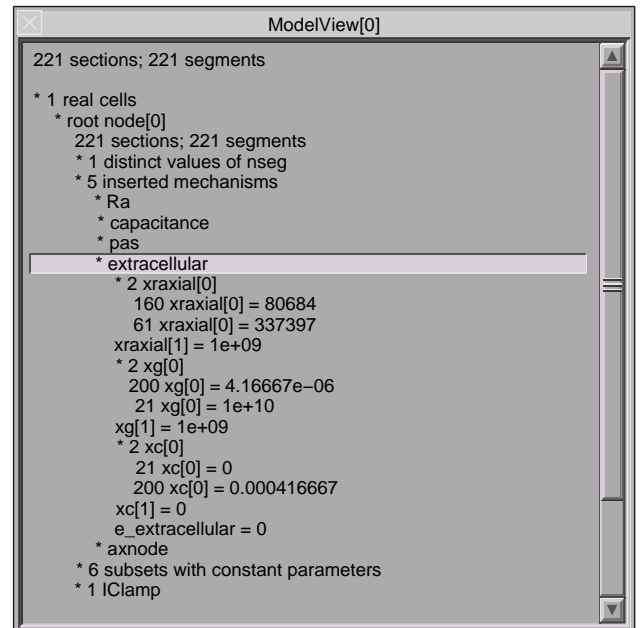 ModelView[0]
221 sections; 221 segments
* 1 real cells
* root node[0]
221 sections; 221 segments
* 1 distinct values of nseg
* 5 inserted mechanisms
* Ra
* capacitance
* pas
* extracellular
* 2 xraxial[0]
160 xraxial[0] = 80684
61 xraxial[0] = 337397
xraxial[1] = 1e+09
* 2 xg[0]
200 xg[0] = 4.16667e−06
21 xg[0] = 1e+10
xg[1] = 1e+09
* 2 xc[0]
21 xc[0] = 0
200 xc[0] = 0.000416667
xc[1] = 0
e_extracellular = 0
* axnode
* 6 subsets with constant parameters
* 1 IClamp